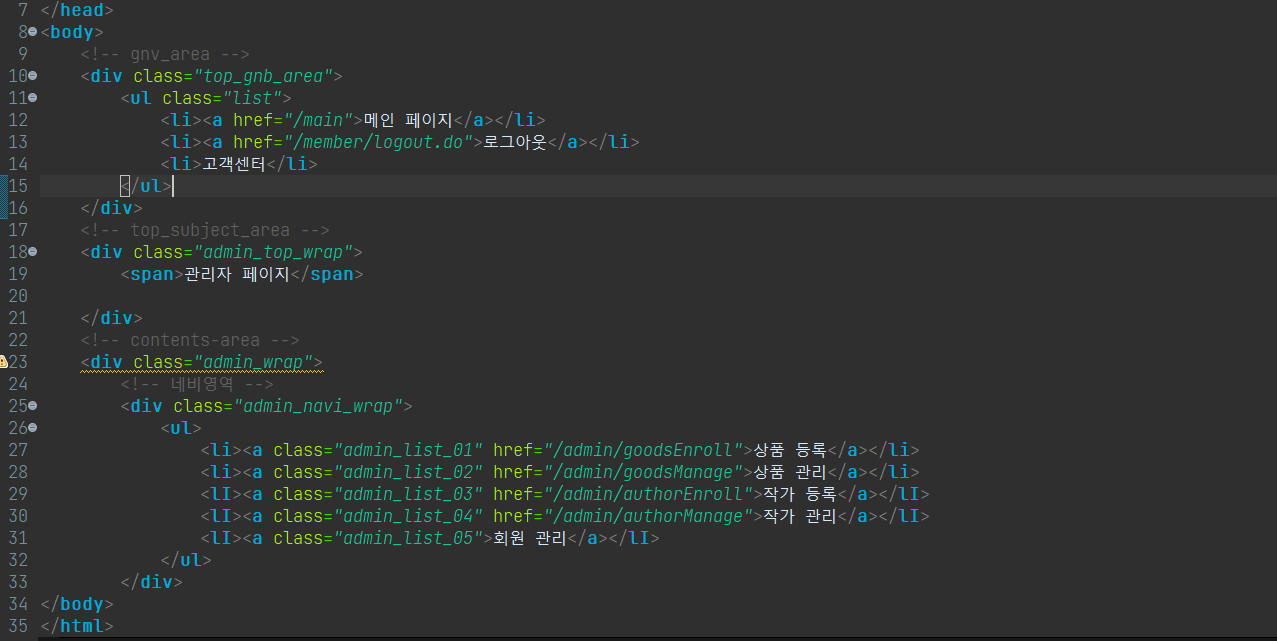 7 </head>
8 <body>
9     <!-- gnv_area -->
10     <div class="top_gnb_area">
11         <ul class="list">
12             <li><a href="/main">메인 페이지</a></li>
13             <li><a href="/member/logout.do">로그아웃</a></li>
14             <li>고객센터</li>
15         </ul>
16     </div>
17     <!-- top_subject_area -->
18     <div class="admin_top_wrap">
19         <span>관리자 페이지</span>
20
21     </div>
22     <!-- contents-area -->
23     <div class="admin_wrap">
24         <!-- 네비영역 -->
25         <div class="admin_navi_wrap">
26             <ul>
27                 <li><a class="admin_list_01" href="/admin/goodsEnroll">상품 등록</a></li>
28                 <li><a class="admin_list_02" href="/admin/goodsManage">상품 관리</a></li>
29                 <lI><a class="admin_list_03" href="/admin/authorEnroll">작가 등록</a></lI>
30                 <lI><a class="admin_list_04" href="/admin/authorManage">작가 관리</a></lI>
31                 <lI><a class="admin_list_05">회원 관리</a></lI>
32             </ul>
33         </div>
34 </body>
35 </html>